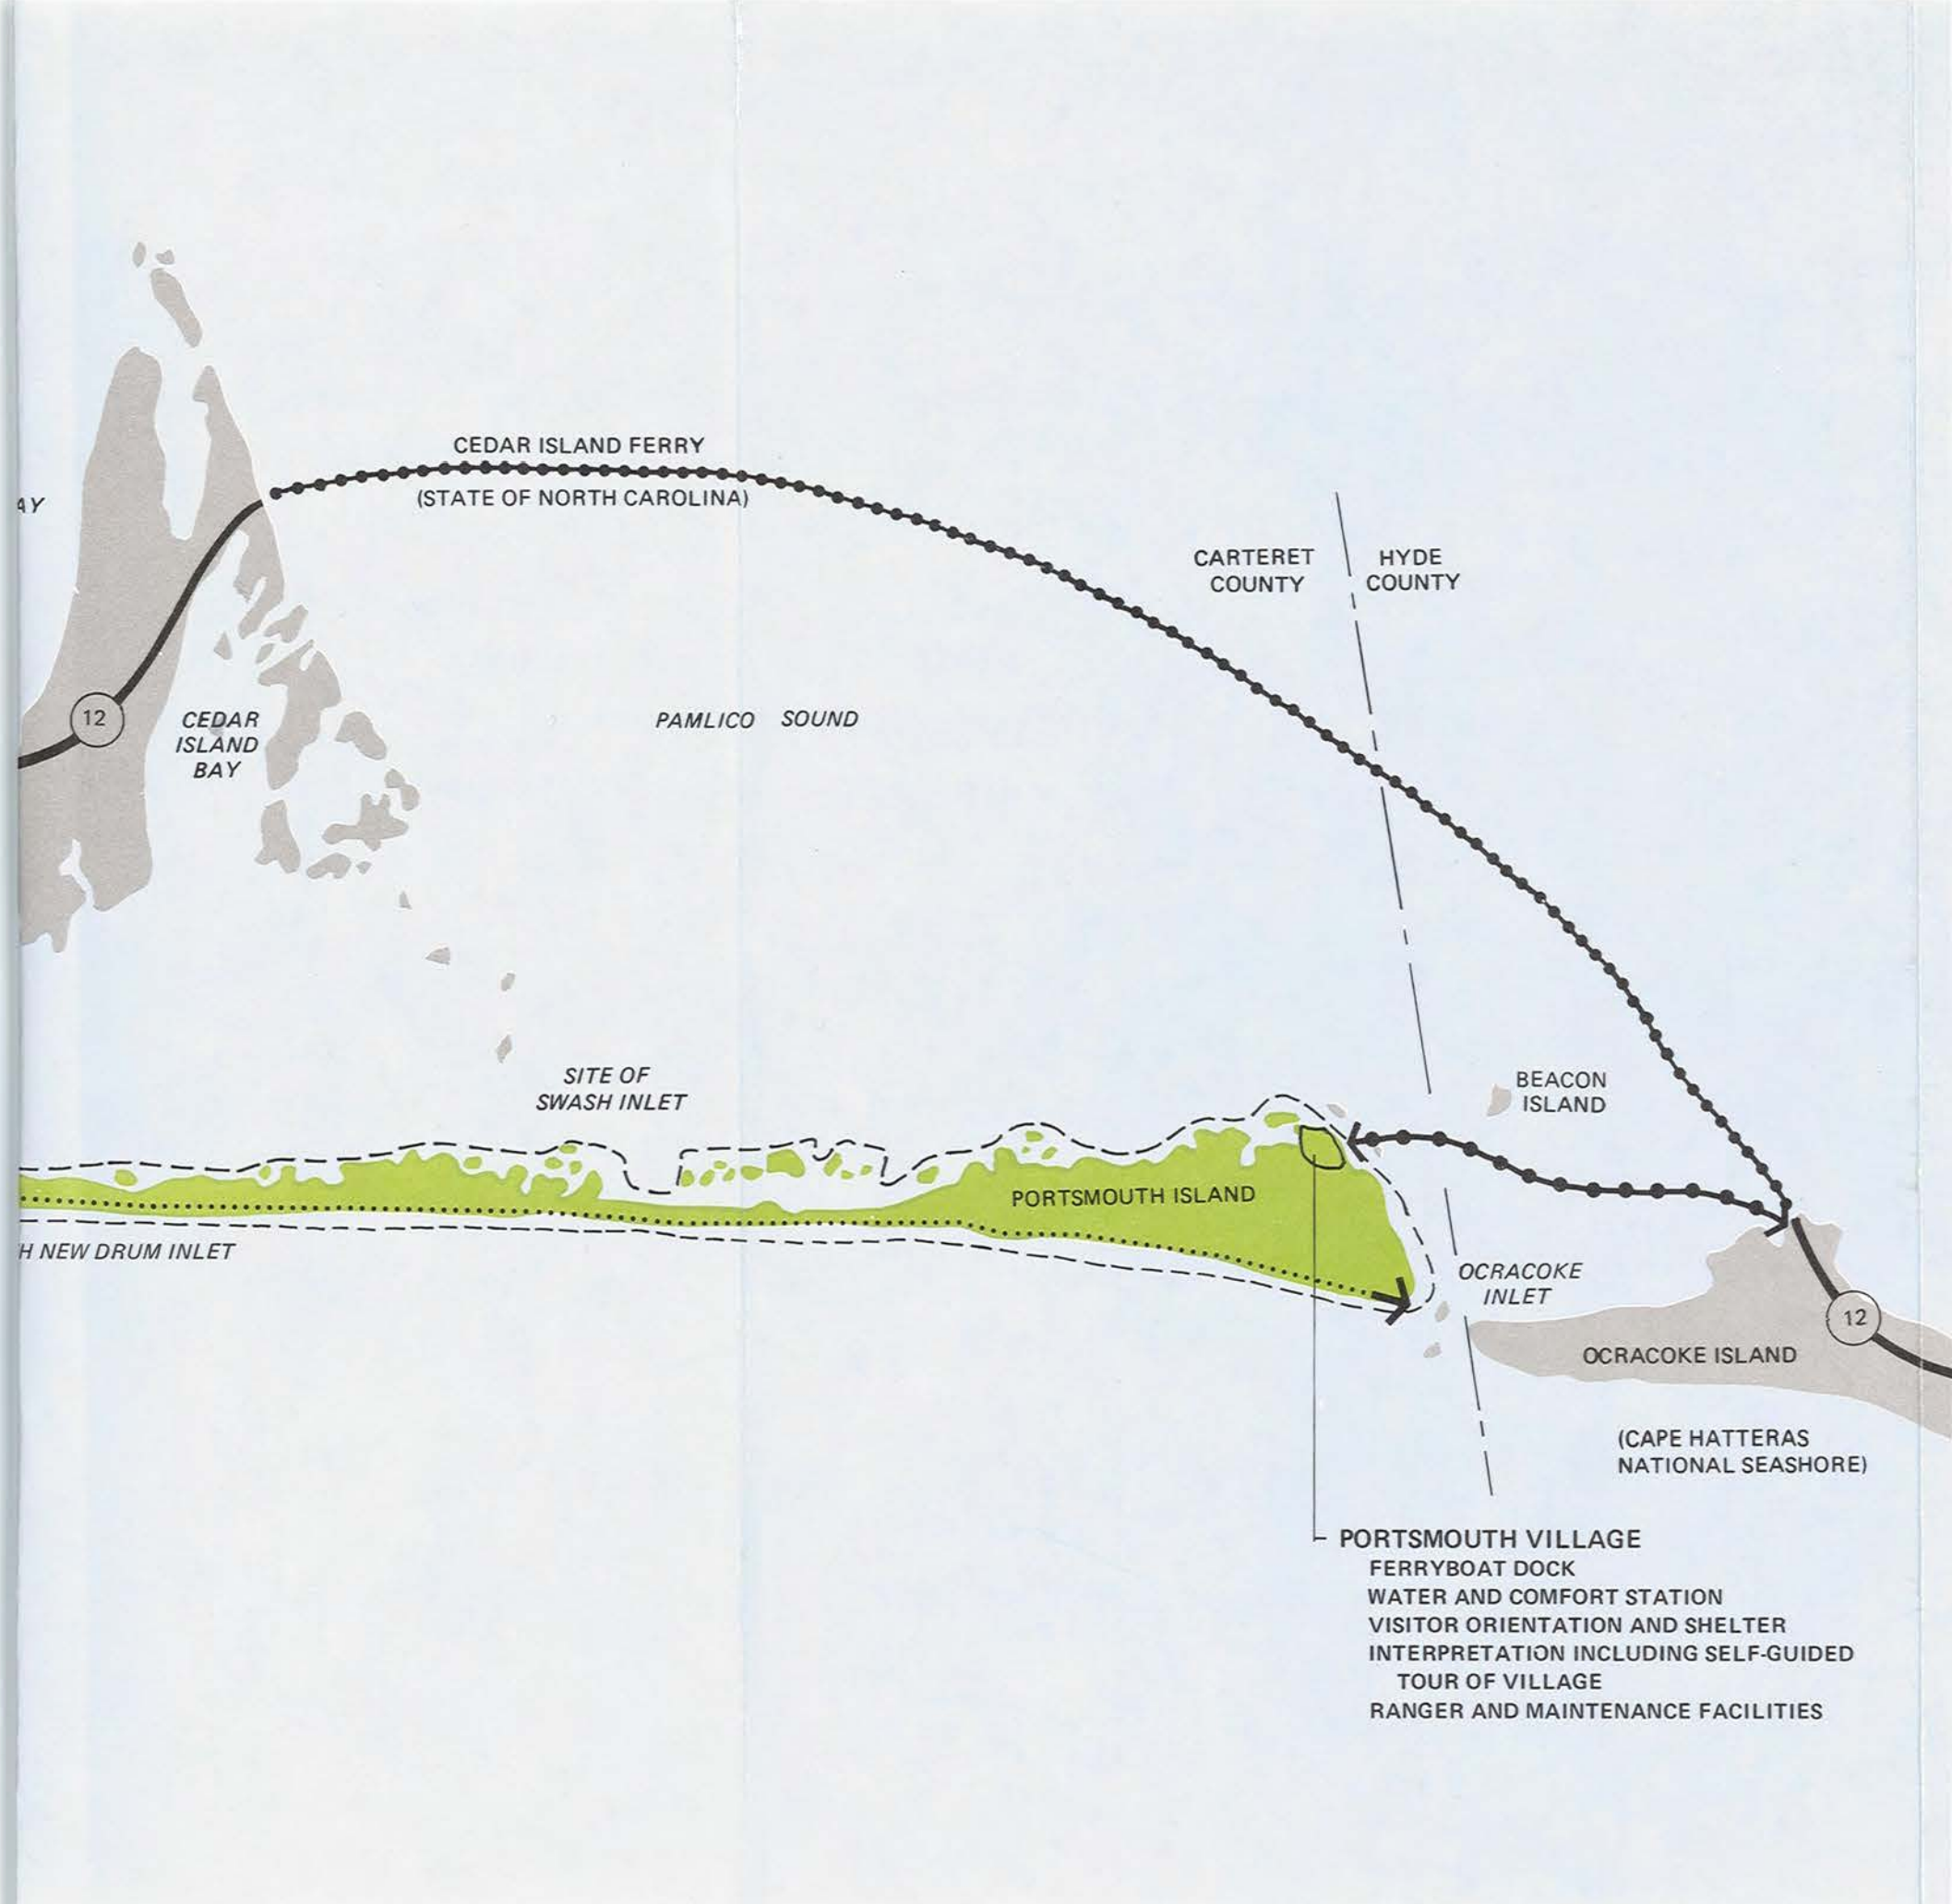 CEDAR ISLAND FERRY
(STATE OF NORTH CAROLINA)
AY
CARTERET
COUNTY
HYDE
COUNTY
12
CEDAR
ISLAND
BAY
PAMLICO SOUND
SITE OF
SWASH INLET
BEACON
ISLAND
PORTSMOUTH ISLAND
H NEW DRUM INLET
OCRACOKE
INLET
12
OCRACOKE ISLAND
(CAPE HATTERAS
NATIONAL SEASHORE)
PORTSMOUTH VILLAGE
FERRYBOAT DOCK
WATER AND COMFORT STATION
VISITOR ORIENTATION AND SHELTER
INTERPRETATION INCLUDING SELF-GUIDED
TOUR OF VILLAGE
RANGER AND MAINTENANCE FACILITIES